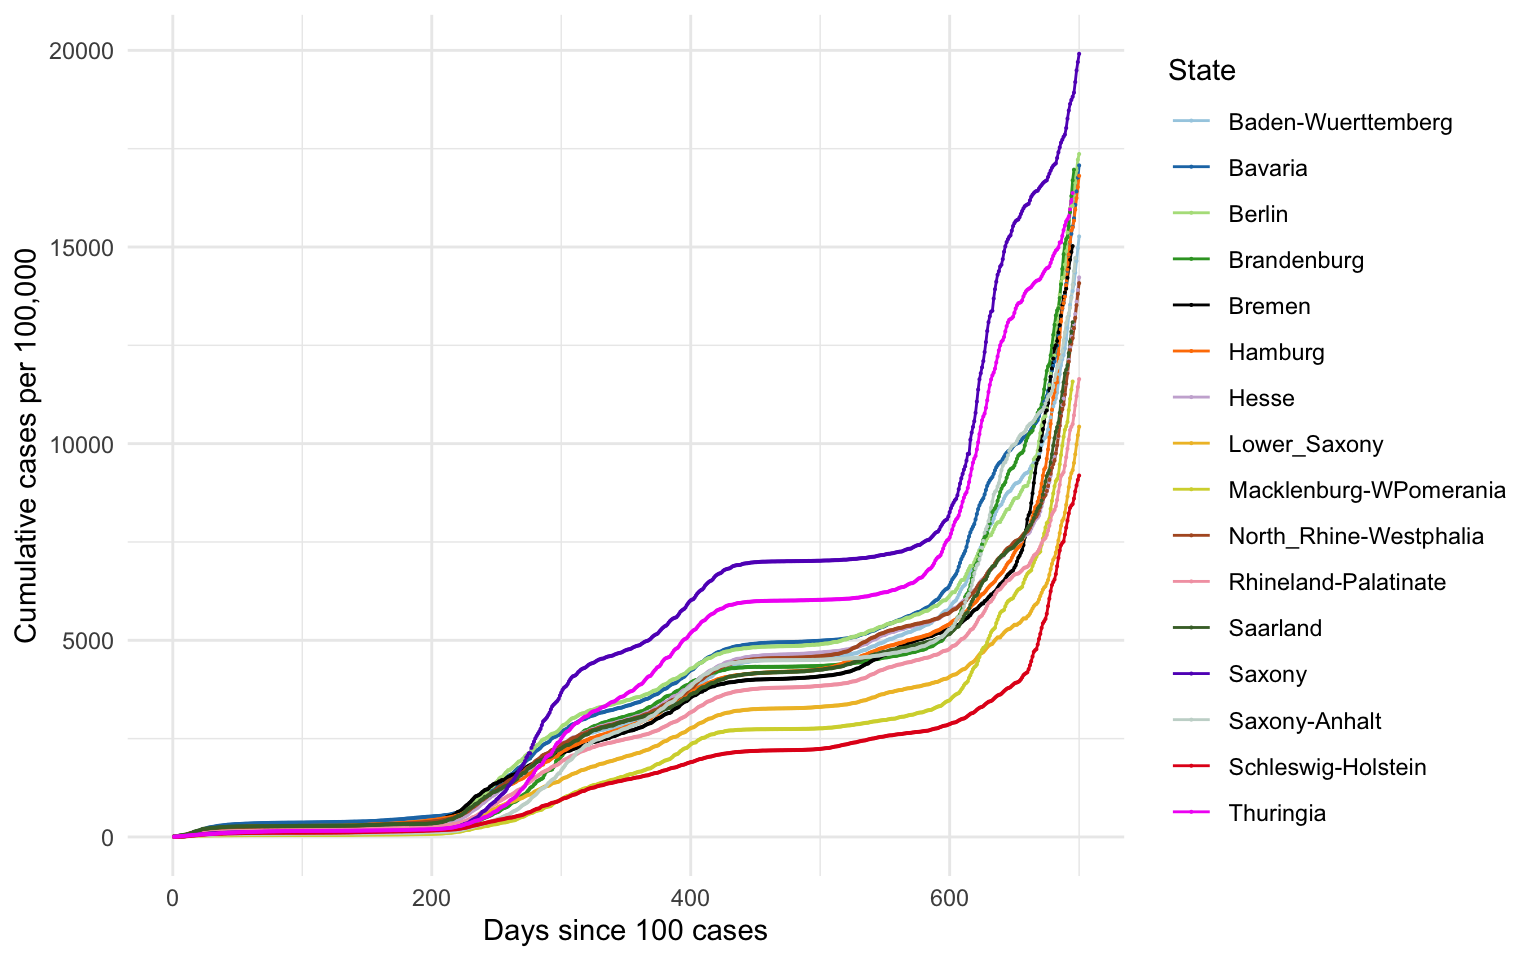 Cumulative cases per 100,000
20000
15000
10000
5000
0
0 200 400 600
Days since 100 cases
State
Baden-Wuerttemberg
Bavaria
Berlin
Brandenburg
Bremen
Hamburg
Hesse
Lower_Saxony
Macklenburg-WPomerania
North_Rhine-Westphalia
Rhineland-Palatinate
Saarland
Saxony
Saxony-Anhalt
Schleswig-Holstein
Thuringia